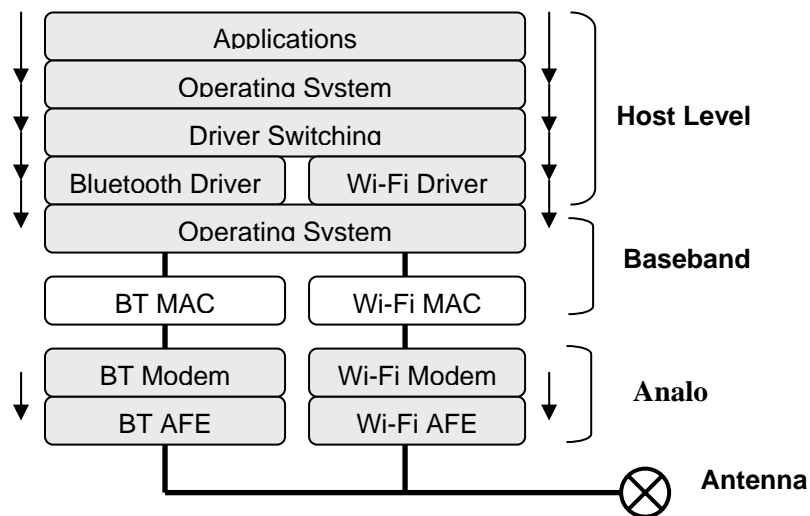 Applications
Operating System
Driver Switching
Host Level
Bluetooth Driver Wi-Fi Driver
Operating System
Baseband
BT MAC Wi-Fi MAC
BT Modem Wi-Fi Modem
Analo
BT AFE Wi-Fi AFE
Antenna